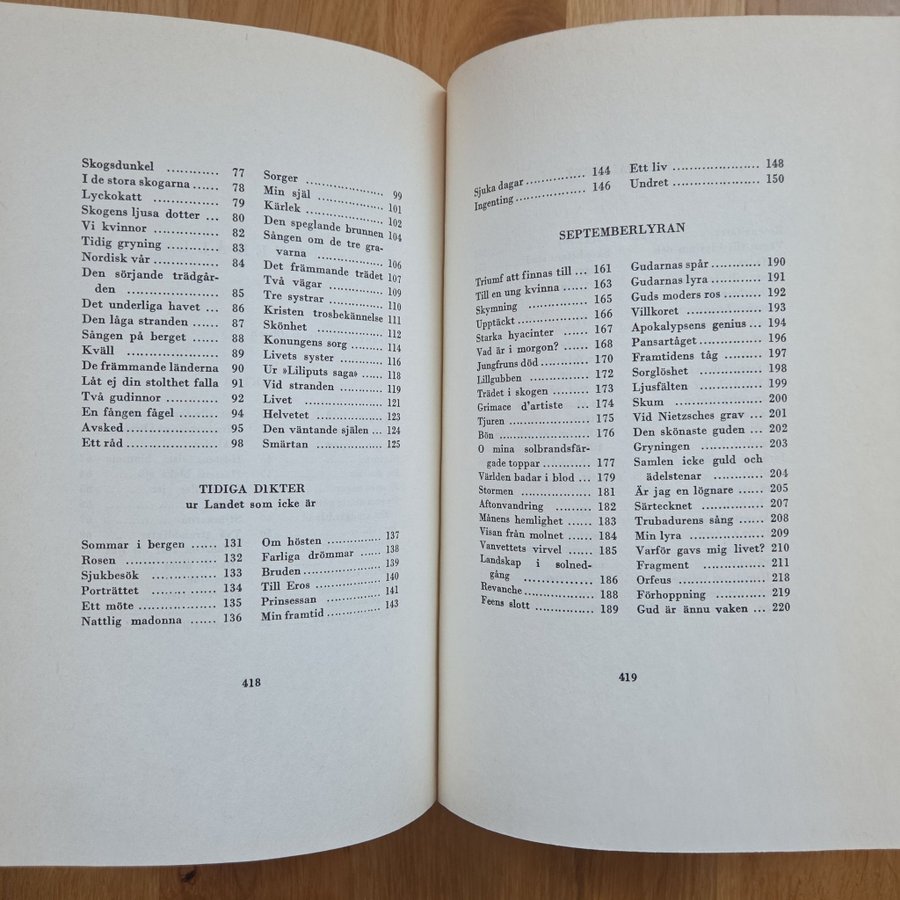 Skogsdunkel ............ 77
I de stora skogarna ...... 78
Lyckokatt ............... 79
Skogens ljusa dotter ... 80
Vi kvinnor ............... 82
Tidig gryning ............ 83
Nordisk vår ............... 84
Den sörjande trädgår-
den ..................... 85
Det underliga havet ... 86
Den låga stranden ...... 87
Sången på berget ...... 88
Kväll ..................... 89
De främmande länderna 90
Låt ej din stolthet falla 91
Två gudinnor ............ 92
En fången fågel ......... 94
Avsked ..................... 95
Ett råd ..................... 98
Sorger ..................... 99
Min själ .................. 101
Kärlek ..................... 102
Den speglande brunnen 104
Sången om de tre gra-
varna .................. 106
Det främmande trädet 107
Två vägar ............... 109
Tre systrar ............... 110
Kristen trosbekännelse 111
Skönhet .................. 112
Konungens sorg ......... 114
Livets syster ............ 116
Ur »Liliputs saga» ...... 118
Vid stranden ............ 119
Livet ..................... 121
Helvetet .................. 123
Den väntande själen ... 124
Smärtan .................. 125
TIDIGA DIKTER
ur Landet som icke är
Sommar i bergen ...... 131
Rosen ..................... 132
Sjukbesök ............... 133
Porträttet ............... 134
Ett möte .................. 135
Nattlig madonna ...... 136
Om hösten ............... 137
Farliga drömmar ...... 138
Bruden .................. 139
Till Eros ............... 140
Prinsessan ............... 141
Min framtid ............ 143
418
Sjuka dagar ............ 144
Ingenting ............... 146
Ett liv ..................... 148
Undret .................. 150
SEPTEMBERLYRAN
Triumf att finnas till ... 161
Till en ung kvinna ...... 163
Skymning ............... 165
Upptäckt ............... 166
Starka hyacinter ...... 167
Vad är i morgon? ...... 168
Jungfruns död ......... 170
Lillgubben ............... 172
Trädet i skogen ......... 173
Grimace d'artiste ...... 174
Tjuren .................. 175
Bön ..................... 176
O mina solbrandsfär-
gade toppar ............ 177
Världen badar i blod ... 179
Stormen .................. 181
Aftonvandring ......... 182
Månens hemlighet ...... 183
Visan från molnet ...... 184
Vanvettets virvel ...... 185
Landskap i solned-
gång .................. 186
Revanche ............... 188
Feens slott ............... 189
Gudarnas spår ......... 190
Gudarnas lyra ......... 191
Guds moders ros ...... 192
Villkoret ............... 193
Apokalypsens genius ... 194
Pansartåget ............ 196
Framtidens tåg ......... 197
Sorglöshet ............... 198
Ljusfälten ............... 199
Skum ..................... 200
Vid Nietzsches grav ... 201
Den skönaste guden ... 202
Gryningen ............... 203
Samlen icke guld och
ädelstenar ............ 204
Är jag en lögnare ...... 205
Särtecknet ............... 207
Trubadurens sång ...... 208
Min lyra .................. 209
Varför gavs mig livet? 210
Fragment ............... 211
Orfeus .................. 218
Förhoppning ............ 219
Gud är ännu vaken ... 220
419